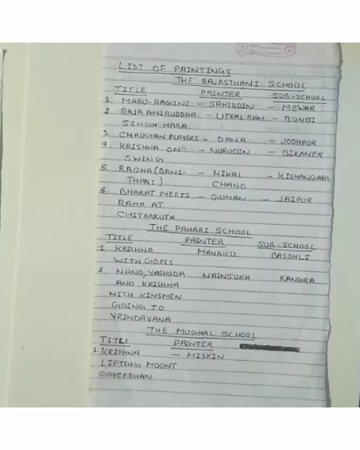 LIST OF PAINTINGS
THE RAJASTHANI SCHOOL
TITLE PAINTER SUB-SCHOOL
1. MARU-RAGINI - SAHIBDIN - MEWAR
2. RAJA ANIRUDDHA - UTKAL RAM - BUNDI
SINGH HARA
3. CHAUGHAN PLAYERS - DANA - JODHPUR
4. KRISHNA ON - NURUDIN - BIKANER
SWING
5. RADHA (BANI- - NIHAL - KISHANGARH
THANI) CHAND
6. BHARAT MEETS - GUMAN - JAIPUR
RAMA AT
CHITRAKUTA
THE PAHARI SCHOOL
TITLE PAINTER SUB-SCHOOL
1. KRISHNA MANAKU BASOHLI
WITH GOPIS
2. NAND, YASHODA NAINSUKH KANGRA
AND KRISHNA
WITH KINSMEN
GOING TO
VRINDAVANA
THE MUGHAL SCHOOL
TITLE PAINTER
1. KRISHNA - MISKIN
LIFTING MOUNT
GOVERDHAN